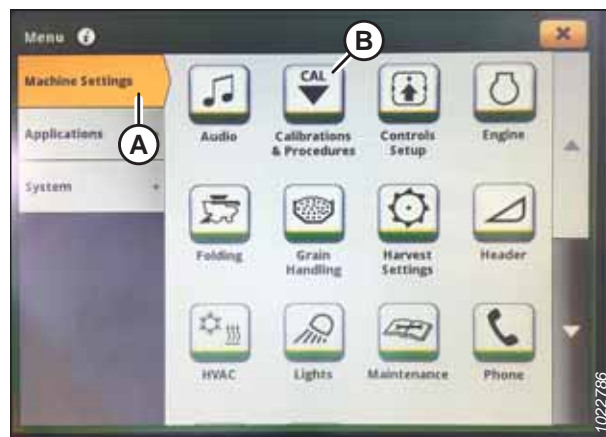 Menu i
B
Machine Settings
CAL
A
Audio
Calibrations
& Procedures
Controls
Setup
Engine
Applications
System
Folding
Grain
Handling
Harvest
Settings
Header
HVAC
Lights
Maintenance
Phone
1022786